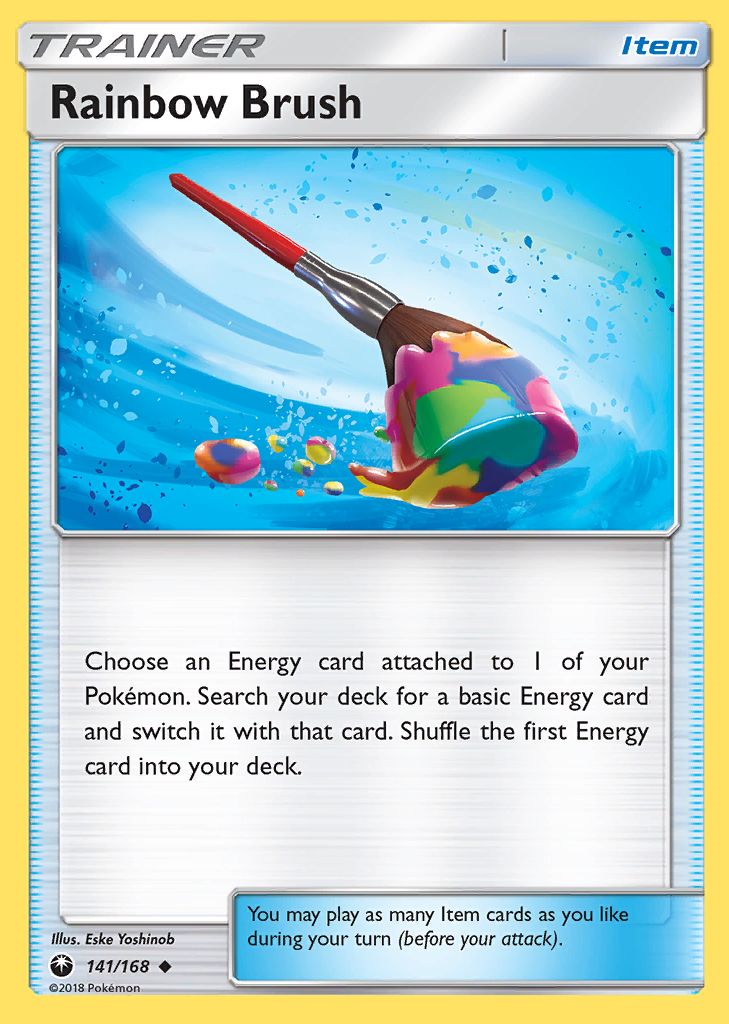 TRAINER
Item
Rainbow Brush
Choose an Energy card attached to 1 of your
Pokémon. Search your deck for a basic Energy card
and switch it with that card. Shuffle the first Energy
card into your deck.
You may play as many Item cards as you like
during your turn (before your attack).
Illus. Eske Yoshinob
141/168
©2018 Pokémon